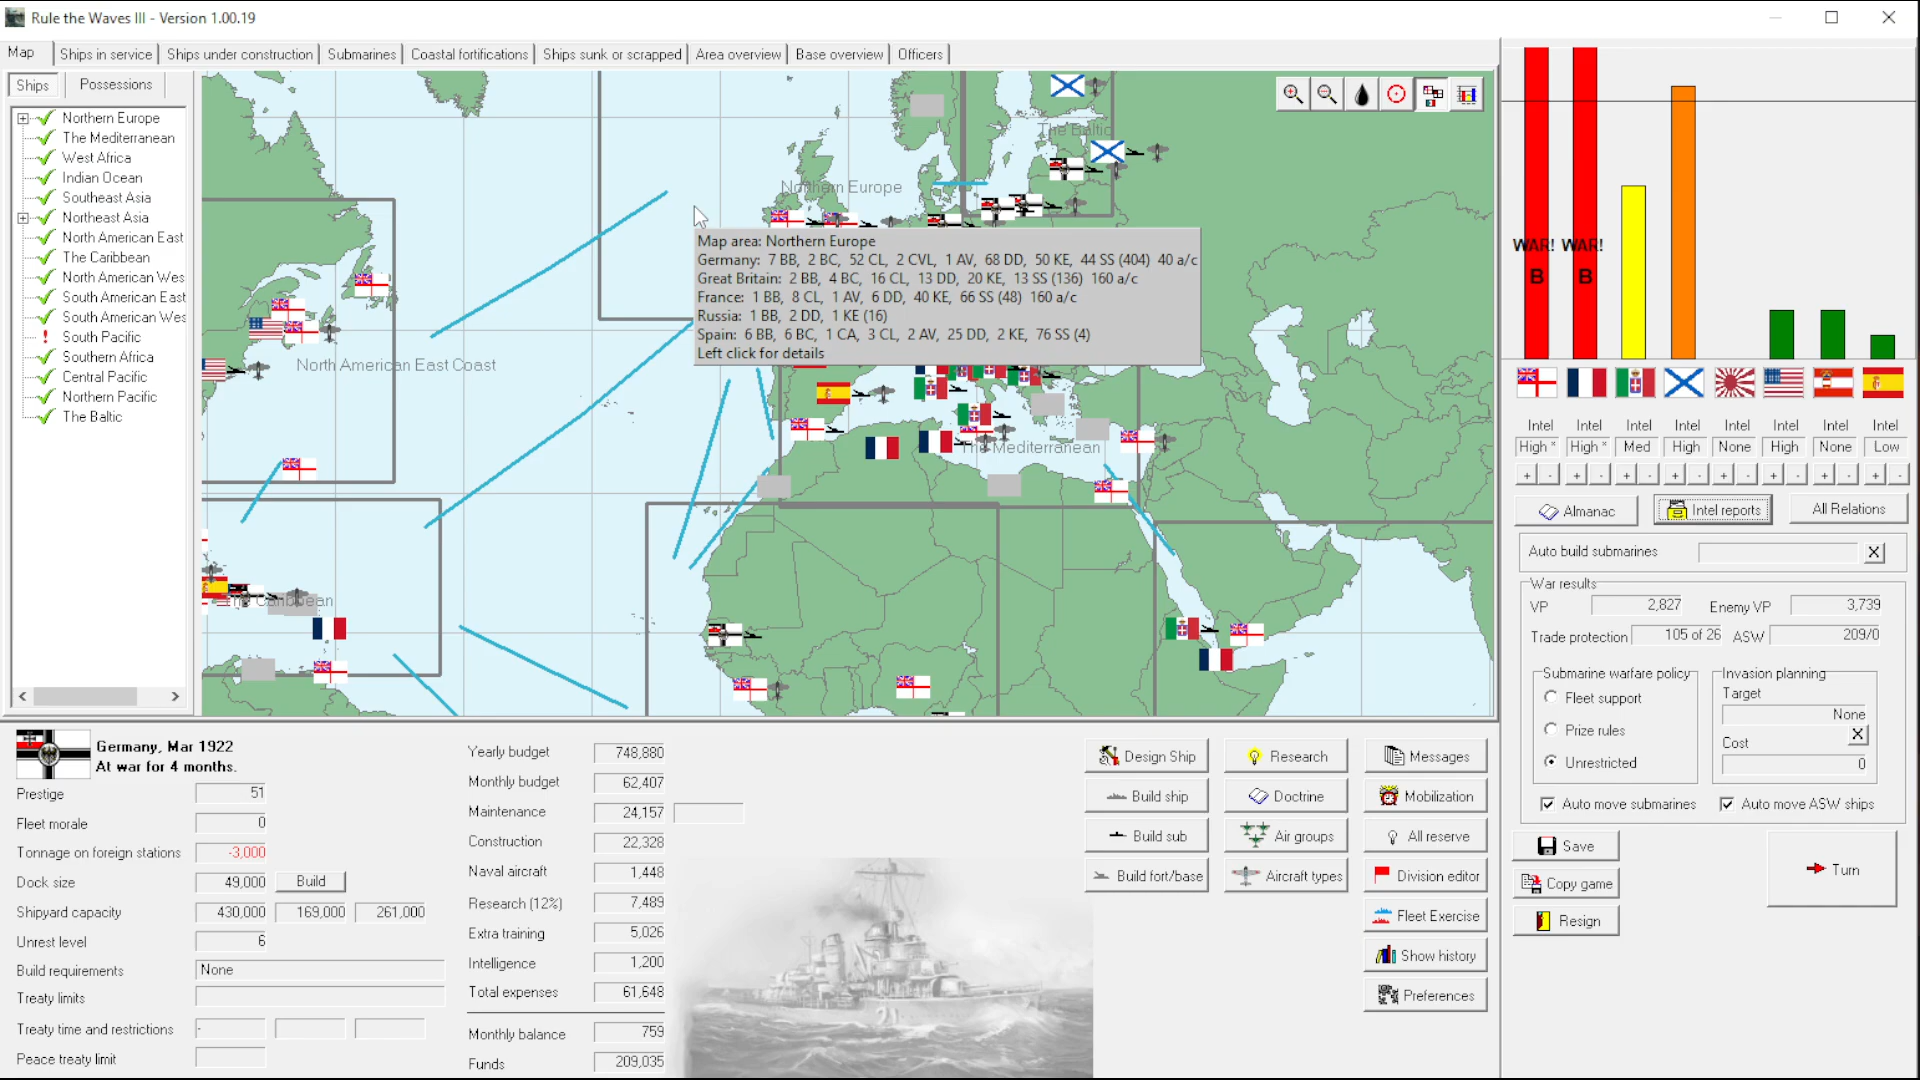 Rule the Waves III - Version 1.00.19
Map
Ships in service
Ships under construction
Submarines
Coastal fortifications
Ships sunk or scrapped
Area overview
Base overview
Officers
Ships
Possessions
Northern Europe
The Mediterranean
West Africa
Indian Ocean
Southeast Asia
Northeast Asia
North American East
The Caribbean
North American Wes
South American East
South American Wes
South Pacific
Southern Africa
Central Pacific
Northern Pacific
The Baltic
The Baltic
Northern Europe
North American East Coast
The Mediterranean
The Caribbean
Map area: Northern Europe
Germany: 7 BB, 2 BC, 52 CL, 2 CVL, 1 AV, 68 DD, 50 KE, 44 SS (404) 40 a/c
Great Britain: 2 BB, 4 BC, 16 CL, 13 DD, 20 KE, 13 SS (136) 160 a/c
France: 1 BB, 8 CL, 1 AV, 6 DD, 40 KE, 66 SS (48) 160 a/c
Russia: 1 BB, 2 DD, 1 KE (16)
Spain: 6 BB, 6 BC, 1 CA, 3 CL, 2 AV, 25 DD, 2 KE, 76 SS (4)
Left click for details
WAR! WAR!
B B
Intel Intel Intel Intel Intel Intel Intel Intel
High * High * Med High None High None Low
+ - + - + - + - + - + - + - + -
Almanac
Intel reports
All Relations
Auto build submarines X
War results
VP 2,827 Enemy VP 3,739
Trade protection 105 of 26 ASW 209/0
Submarine warfare policy
Fleet support
Prize rules
Unrestricted
Invasion planning
Target
None
Cost X
0
Auto move submarines
Auto move ASW ships
Save
Copy game
Resign
Turn
Germany, Mar 1922
At war for 4 months.
Prestige 51
Fleet morale 0
Tonnage on foreign stations -3,000
Dock size 49,000 Build
Shipyard capacity 430,000 169,000 261,000
Unrest level 6
Build requirements None
Treaty limits
Treaty time and restrictions -
Peace treaty limit
Yearly budget 748,880
Monthly budget 62,407
Maintenance 24,157
Construction 22,328
Naval aircraft 1,448
Research (12%) 7,489
Extra training 5,026
Intelligence 1,200
Total expenses 61,648
Monthly balance 759
Funds 209,035
Design Ship
Build ship
Build sub
Build fort/base
Research
Doctrine
Air groups
Aircraft types
Messages
Mobilization
All reserve
Division editor
Fleet Exercise
Show history
Preferences